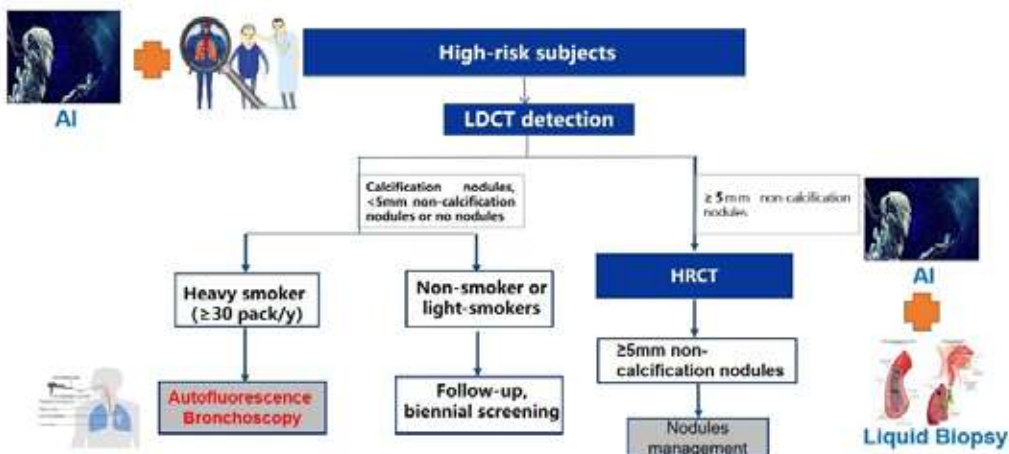 High-risk subjects
AI
LDCT detection
Calcification nodules,
<5mm non-calcification
nodules or no nodules
≥ 5mm non-calcification
nodules
Heavy smoker
(≥30 pack/y)
Non-smoker or
light-smokers
HRCT
AI
Autofluorescence
Bronchoscopy
Follow-up,
biennial screening
≥5mm non-
calcification nodules
Nodules
management
Liquid Biopsy